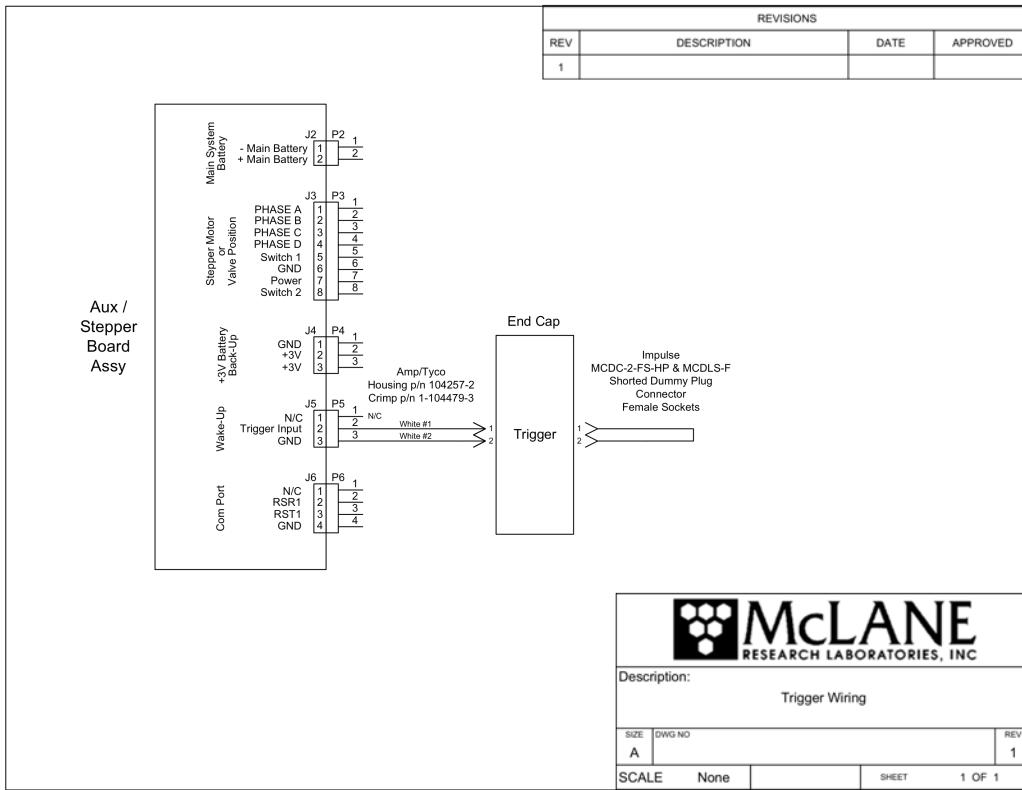 REVISIONS
REV DESCRIPTION DATE APPROVED
1
Main System
Battery
J2 P2
- Main Battery 1 1
+ Main Battery 2 2
Stepper Motor
or
Valve Position
J3 P3
PHASE A 1 1
PHASE B 2 2
PHASE C 3 3
PHASE D 4 4
Switch 1 5 5
GND 6 6
Power 7 7
Switch 2 8 8
Aux /
Stepper
Board
Assy
+3V Battery
Back-Up
J4 P4
GND 1 1
+3V 2 2
+3V 3 3
Amp/Tyco
Housing p/n 104257-2
Crimp p/n 1-104479-3
Wake-Up
J5 P5
N/C 1 1 N/C
Trigger Input 2 2 White #1 1
GND 3 3 White #2 2
End Cap
Trigger
1
2
Impulse
MCDC-2-FS-HP & MCDLS-F
Shorted Dummy Plug
Connector
Female Sockets
Com Port
J6 P6
N/C 1 1
RSR1 2 2
RST1 3 3
GND 4 4
McLANE
RESEARCH LABORATORIES, INC
Description:
Trigger Wiring
SIZE DWG NO REV
A 1
SCALE None SHEET 1 OF 1